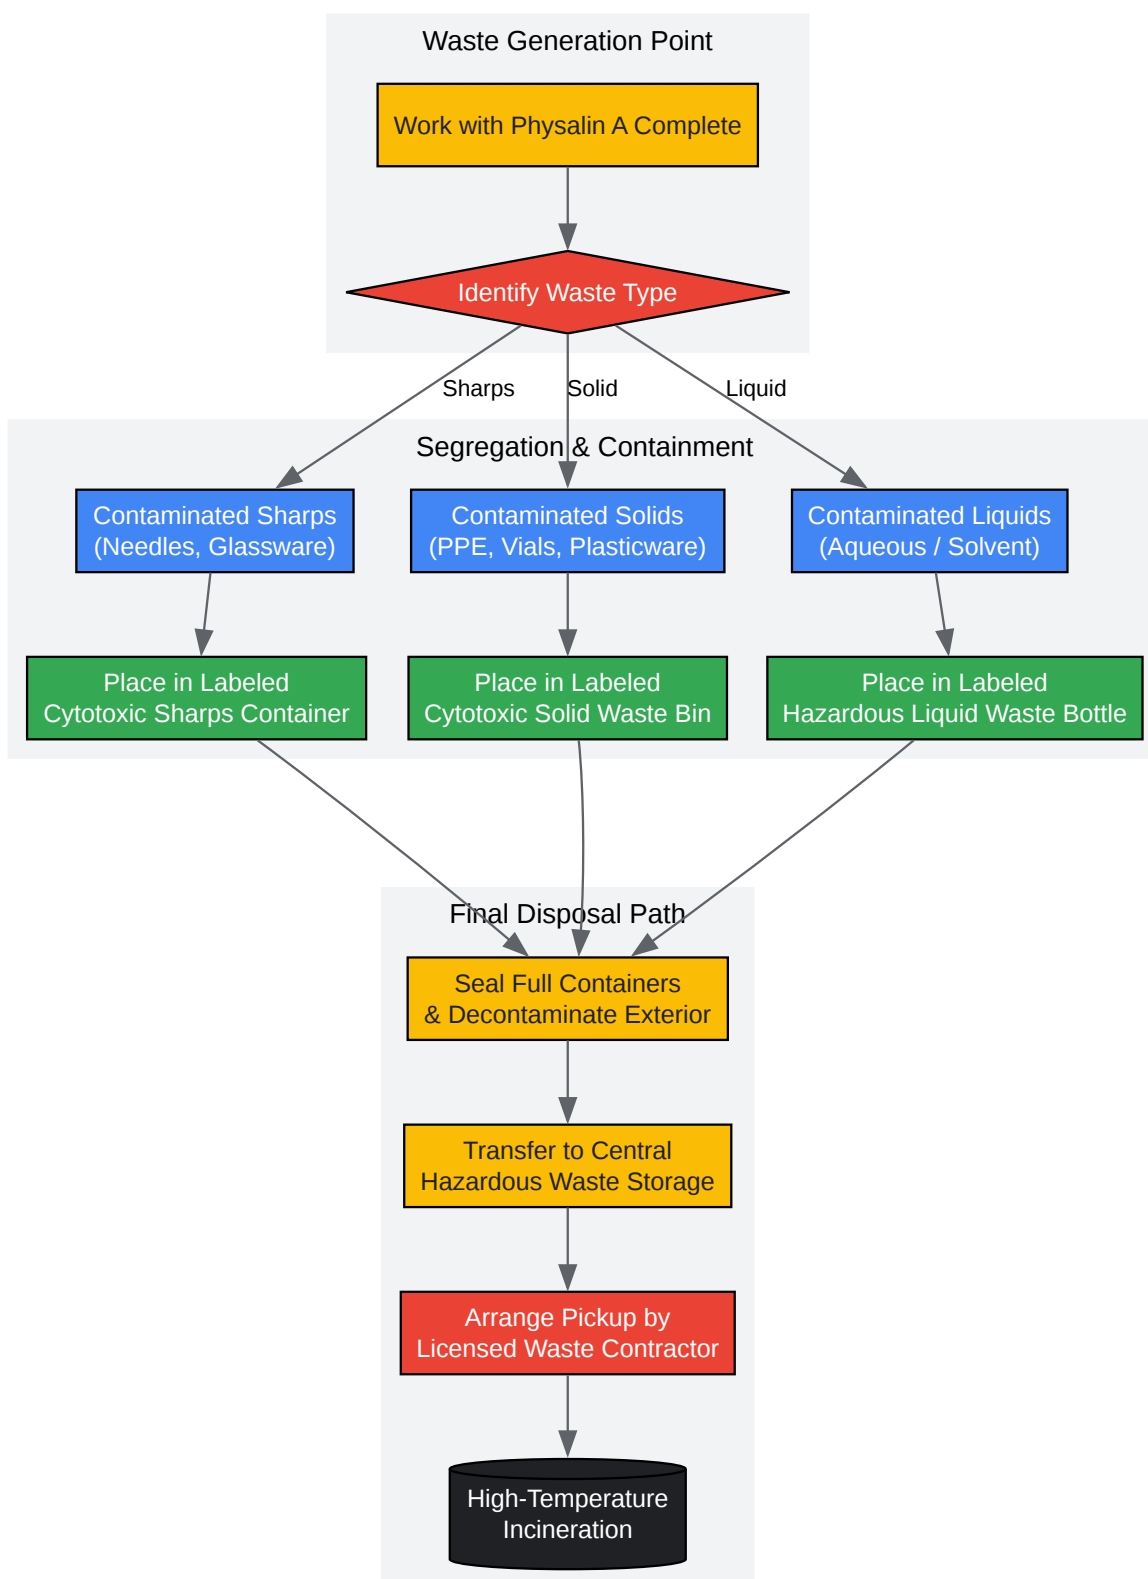 Waste Generation Point
Work with Physalin A Complete
Identify Waste Type
Sharps
Solid
Liquid
Segregation & Containment
Contaminated Sharps
(Needles, Glassware)
Contaminated Solids
(PPE, Vials, Plasticware)
Contaminated Liquids
(Aqueous / Solvent)
Place in Labeled
Cytotoxic Sharps Container
Place in Labeled
Cytotoxic Solid Waste Bin
Place in Labeled
Hazardous Liquid Waste Bottle
Final Disposal Path
Seal Full Containers
& Decontaminate Exterior
Transfer to Central
Hazardous Waste Storage
Arrange Pickup by
Licensed Waste Contractor
High-Temperature
Incineration